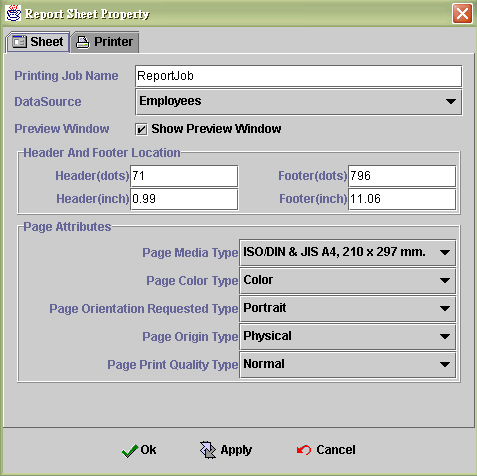 Report Sheet Property
Sheet Printer
Printing Job Name ReportJob
DataSource Employees
Preview Window Show Preview Window
Header And Footer Location
Header(dots) 71 Footer(dots) 796
Header(inch) 0.99 Footer(inch) 11.06
Page Attributes
Page Media Type ISO/DIN & JIS A4, 210 x 297 mm.
Page Color Type Color
Page Orientation Requested Type Portrait
Page Origin Type Physical
Page Print Quality Type Normal
Ok Apply Cancel